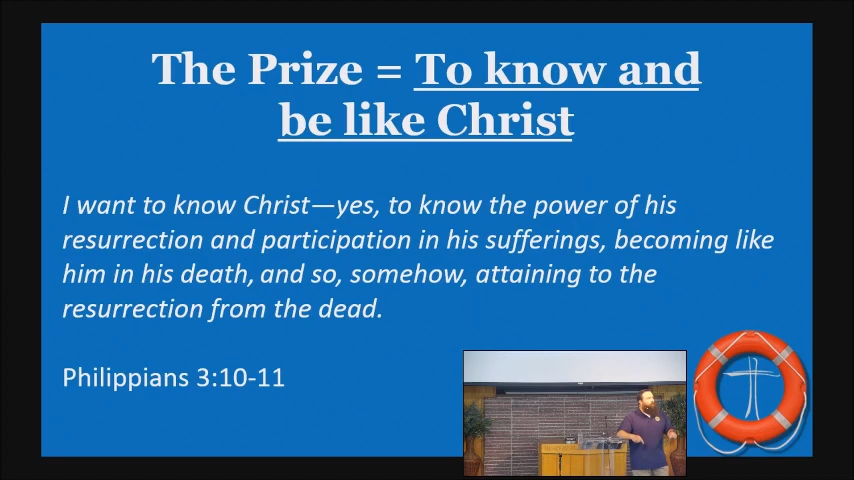 The Prize = To know and
be like Christ
I want to know Christ—yes, to know the power of his
resurrection and participation in his sufferings, becoming like
him in his death, and so, somehow, attaining to the
resurrection from the dead.
Philippians 3:10-11